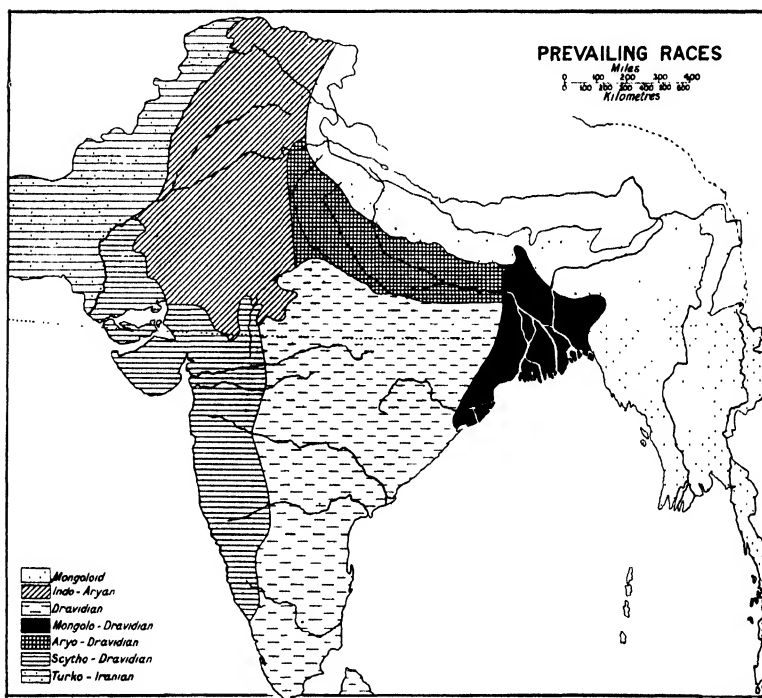 PREVAILING RACES
Miles
0 100 200 300 400
0 100 200 300 400 500 600
Kilometres
Mongoloid
Indo-Aryan
Dravidian
Mongolo-Dravidian
Aryo-Dravidian
Scytho-Dravidian
Turko-Iranian